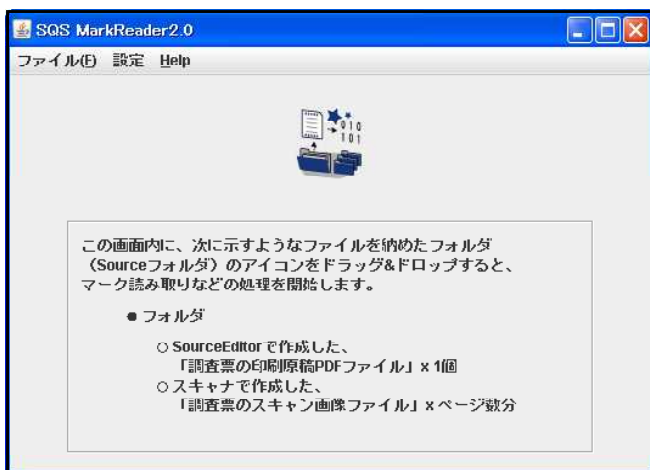 SQS MarkReader2.0
ファイル(F) 設定 Help
010
101
この画面内に、次に示すようなファイルを納めたフォルダ
（Sourceフォルダ）のアイコンをドラッグ&ドロップすると、
マーク読み取りなどの処理を開始します。
● フォルダ
○ SourceEditorで作成した、
「調査票の印刷原稿PDFファイル」x 1個
○ スキャナで作成した、
「調査票のスキャン画像ファイル」x ページ数分